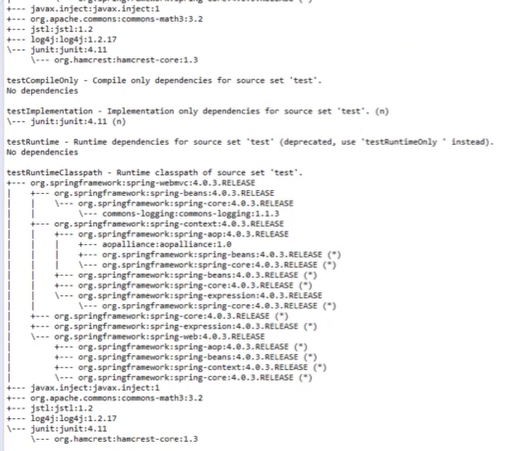 +--- javax.inject:javax.inject:1
+--- org.apache.commons:commons-math3:3.2
+--- jstl:jstl:1.2
+--- log4j:log4j:1.2.17
\--- junit:junit:4.11
     \--- org.hamcrest:hamcrest-core:1.3

testCompileOnly - Compile only dependencies for source set 'test'.
No dependencies

testImplementation - Implementation only dependencies for source set 'test'. (n)
\--- junit:junit:4.11 (n)

testRuntime - Runtime dependencies for source set 'test' (deprecated, use 'testRuntimeOnly ' instead).
No dependencies

testRuntimeClasspath - Runtime classpath of source set 'test'.
+--- org.springframework:spring-webmvc:4.0.3.RELEASE
|    +--- org.springframework:spring-beans:4.0.3.RELEASE
|    |    \--- org.springframework:spring-core:4.0.3.RELEASE
|    |         \--- commons-logging:commons-logging:1.1.3
|    +--- org.springframework:spring-context:4.0.3.RELEASE
|    |    +--- org.springframework:spring-aop:4.0.3.RELEASE
|    |    |    +--- aopalliance:aopalliance:1.0
|    |    |    +--- org.springframework:spring-beans:4.0.3.RELEASE (*)
|    |    |    \--- org.springframework:spring-core:4.0.3.RELEASE (*)
|    |    +--- org.springframework:spring-beans:4.0.3.RELEASE (*)
|    |    +--- org.springframework:spring-core:4.0.3.RELEASE (*)
|    |    \--- org.springframework:spring-expression:4.0.3.RELEASE
|    |         \--- org.springframework:spring-core:4.0.3.RELEASE (*)
|    +--- org.springframework:spring-core:4.0.3.RELEASE (*)
|    +--- org.springframework:spring-expression:4.0.3.RELEASE (*)
|    \--- org.springframework:spring-web:4.0.3.RELEASE
|         +--- org.springframework:spring-aop:4.0.3.RELEASE (*)
|         +--- org.springframework:spring-beans:4.0.3.RELEASE (*)
|         +--- org.springframework:spring-context:4.0.3.RELEASE (*)
|         \--- org.springframework:spring-core:4.0.3.RELEASE (*)
+--- javax.inject:javax.inject:1
+--- org.apache.commons:commons-math3:3.2
+--- jstl:jstl:1.2
+--- log4j:log4j:1.2.17
\--- junit:junit:4.11
     \--- org.hamcrest:hamcrest-core:1.3